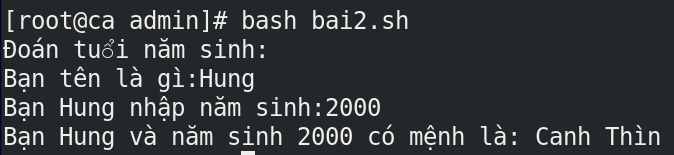 [root@ca admin]# bash bai2.sh
Đoán tuổi năm sinh:
Bạn tên là gì:Hung
Bạn Hung nhập năm sinh:2000
Bạn Hung và năm sinh 2000 có mệnh là: Canh Thìn